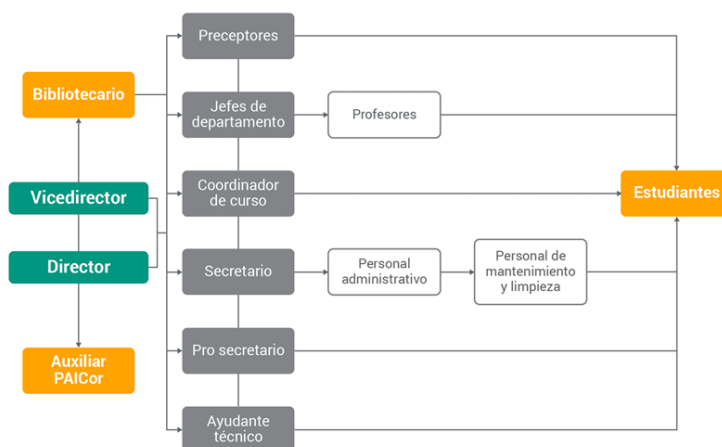 Preceptores
Bibliotecario
Jefes de
departamento
Profesores
Vicedirector
Coordinador
de curso
Estudiantes
Director
Secretario
Personal
administrativo
Personal de
mantenimiento
y limpieza
Auxiliar
PAICor
Pro secretario
Ayudante
técnico